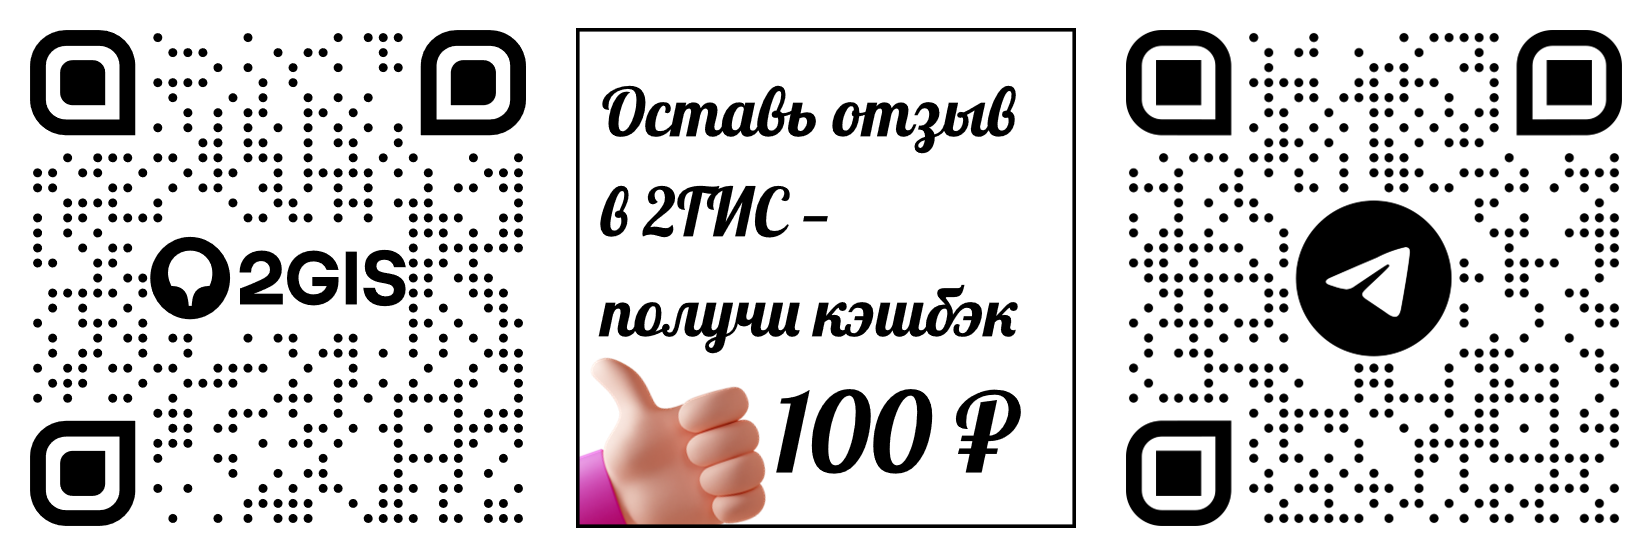 2GIS
Оставь отзыв
в 2ГИС –
получи кэшбэк
100 ₽